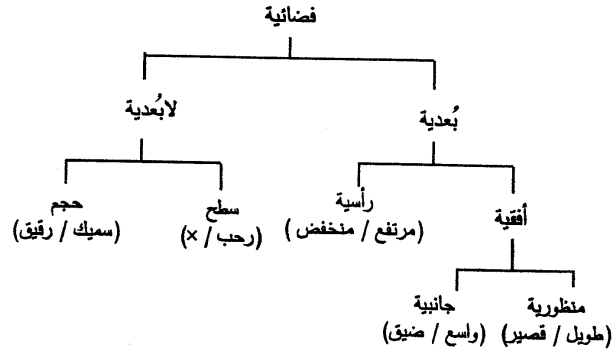 فضائية
بُعدية
لابُعدية
رأسية
(مرتفع / منخفض )
أفقية
سطح
(رحب / ×)
حجم
(سميك / رقيق)
منظورية
(طويل / قصير)
جانبية
(واسع / ضيق)